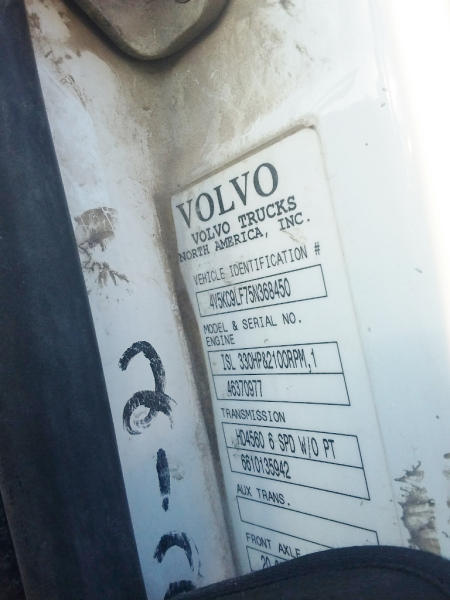 VOLVO
VOLVO TRUCKS
NORTH AMERICA, INC.
VEHICLE IDENTIFICATION #
4V5KC9LF75N368450
MODEL & SERIAL NO.
ENGINE
ISL 330HP&2100RPM,1
46370977
TRANSMISSION
HD4560 6 SPD W/O PT
6610135942
AUX TRANS.
FRONT AXLE
2